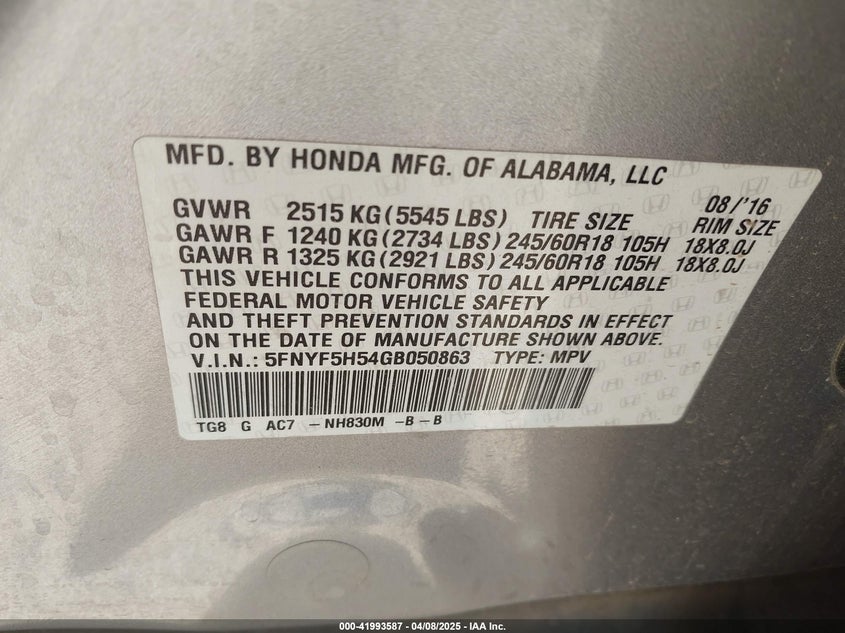 MFD. BY HONDA MFG. OF ALABAMA, LLC
08/'16
GVWR 2515 KG (5545 LBS) TIRE SIZE RIM SIZE
GAWR F 1240 KG (2734 LBS) 245/60R18 105H 18X8.0J
GAWR R 1325 KG (2921 LBS) 245/60R18 105H 18X8.0J
THIS VEHICLE CONFORMS TO ALL APPLICABLE
FEDERAL MOTOR VEHICLE SAFETY
AND THEFT PREVENTION STANDARDS IN EFFECT
ON THE DATE OF MANUFACTURE SHOWN ABOVE.
V.I.N.: 5FNYF5H54GB050863 TYPE: MPV
TG8 G AC7 - NH830M - B - B
000-41993587 - 04/08/2025 - IAA Inc.